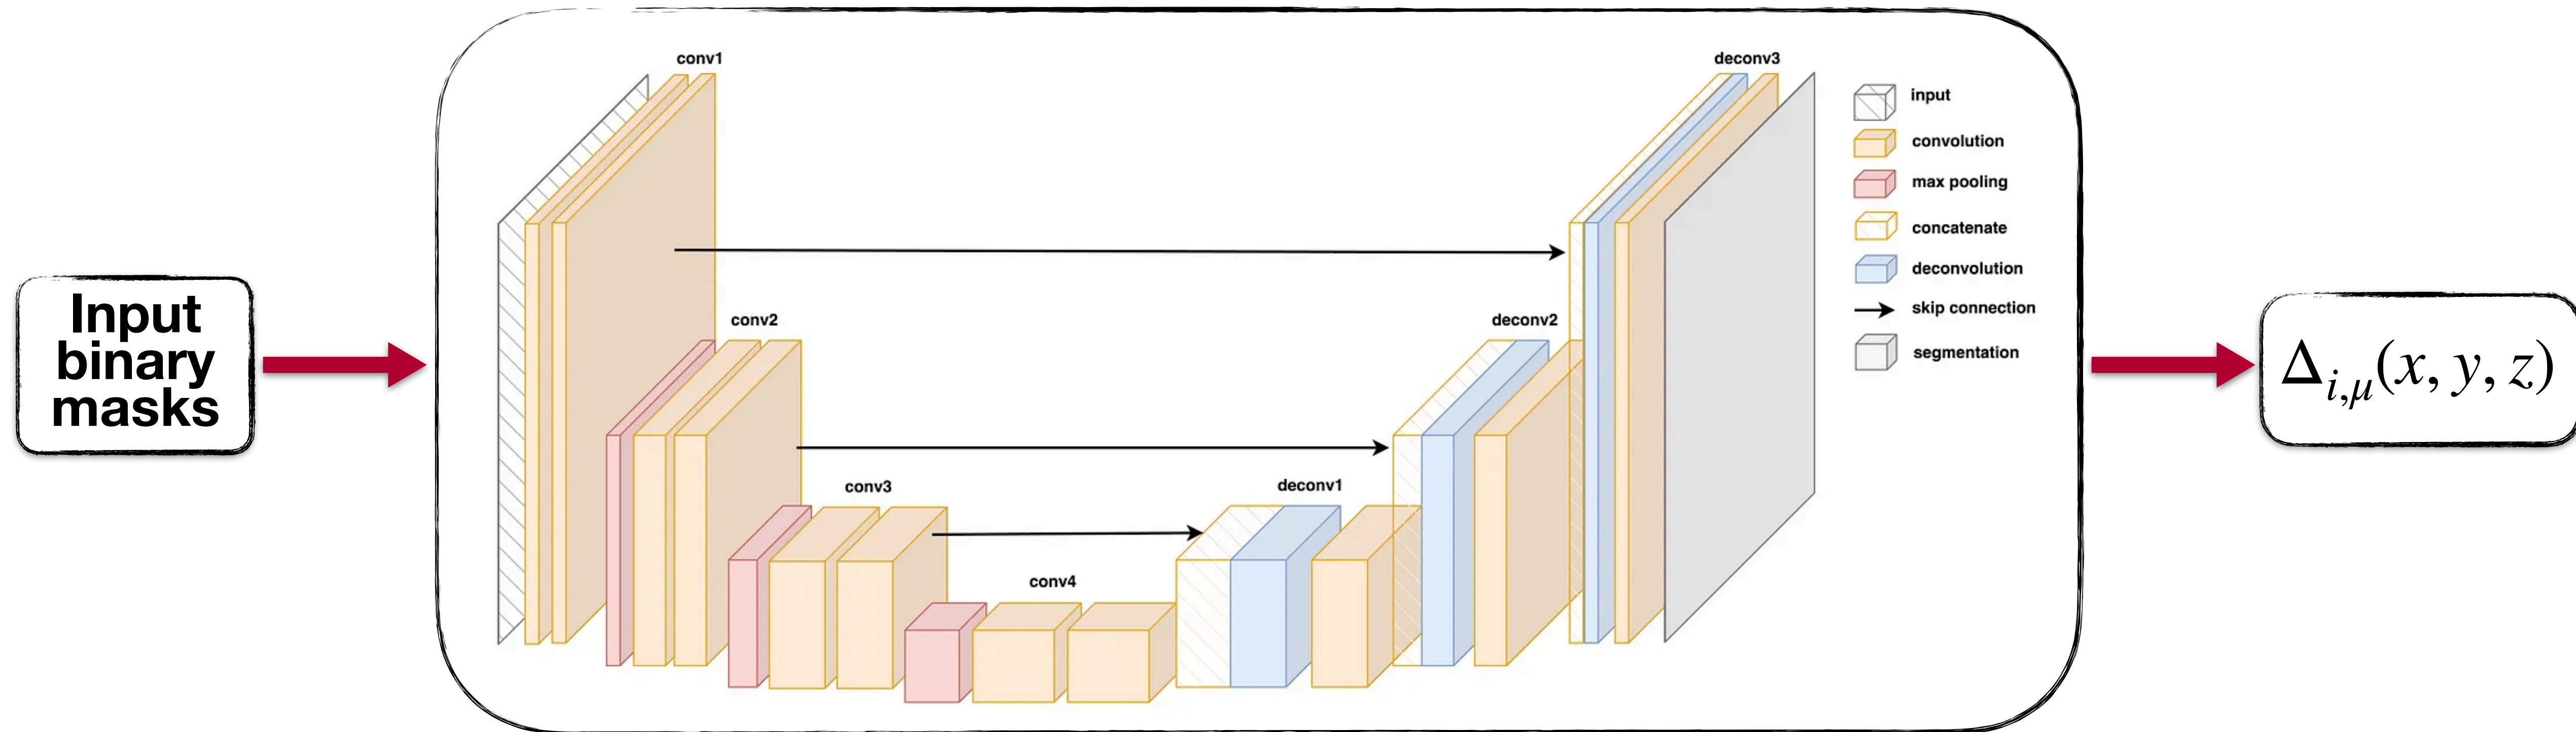 Input
binary
masks
conv1
conv2
conv3
conv4
deconv1
deconv2
deconv3
input
convolution
max pooling
concatenate
deconvolution
skip connection
segmentation
Δ_{i,μ}(x, y, z)